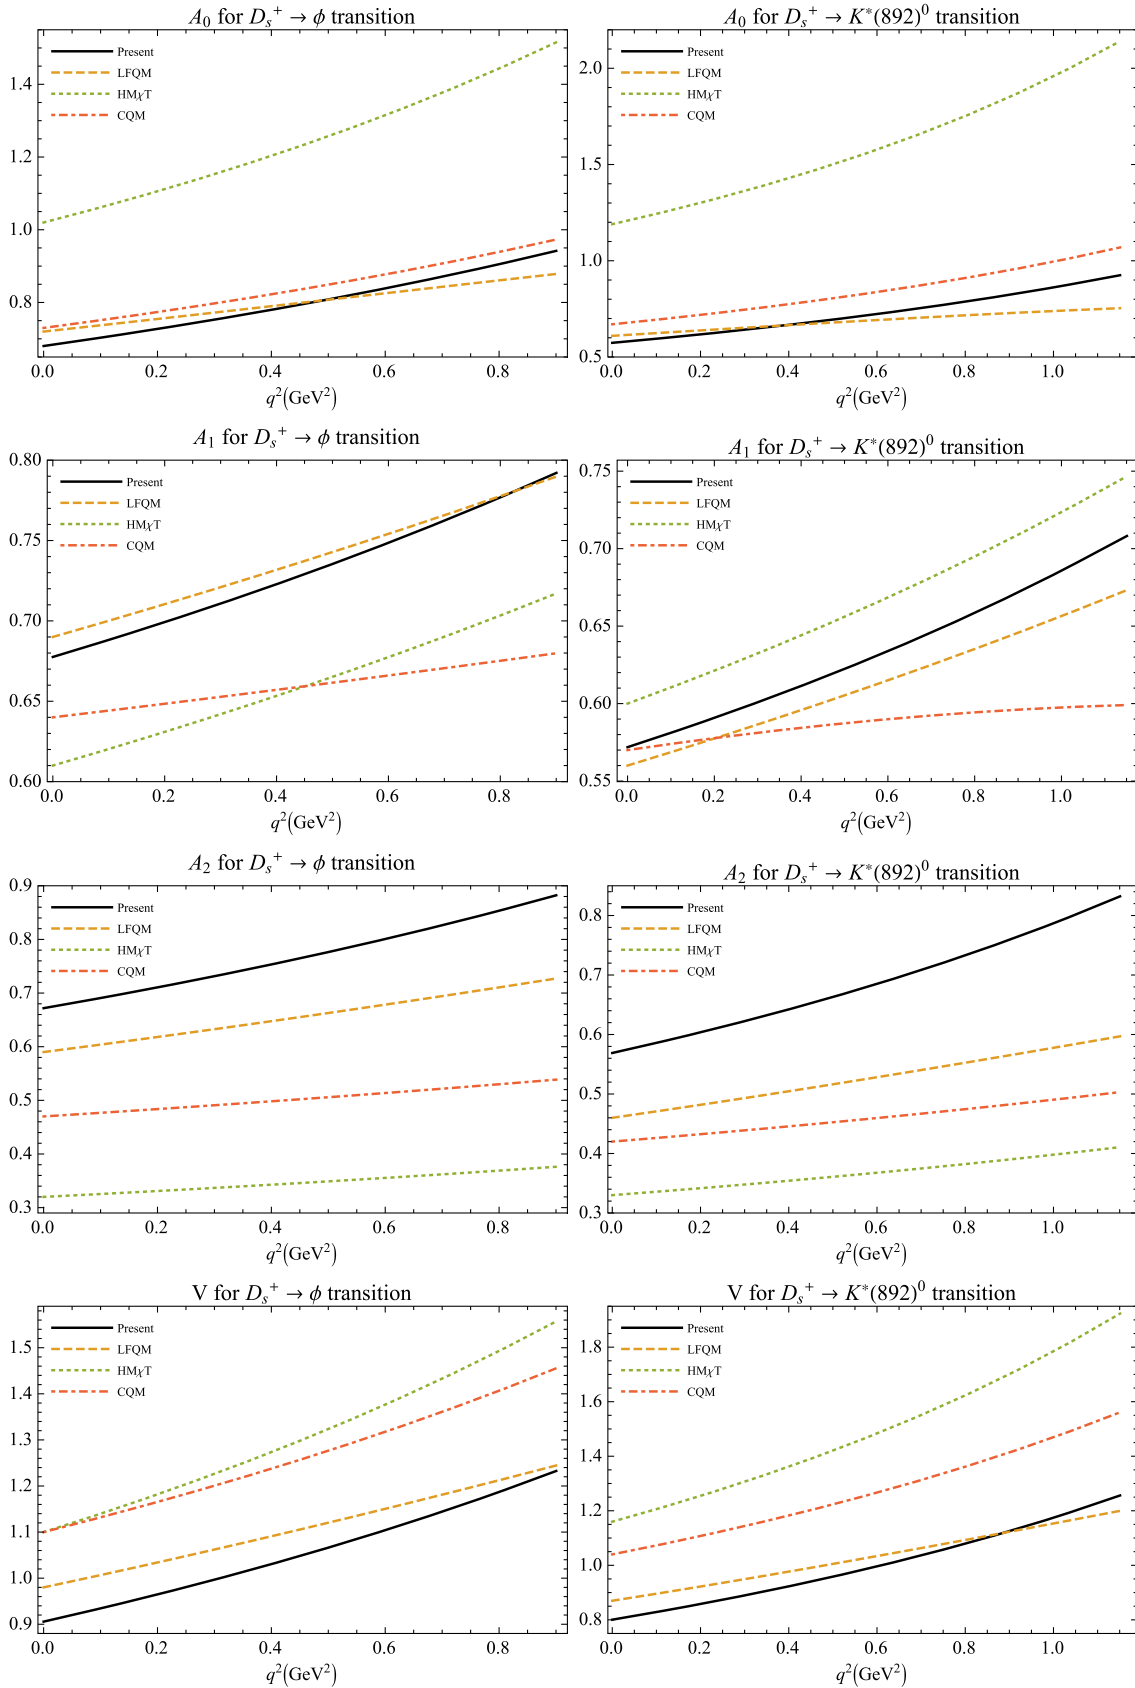 A₀ for Dₛ⁺ → ϕ transition
Present
LFQM
HMχT
CQM
1.4
1.2
1.0
0.8
0.0 0.2 0.4 0.6 0.8
q²(GeV²)
A₀ for Dₛ⁺ → K*(892)⁰ transition
Present
LFQM
HMχT
CQM
2.0
1.5
1.0
0.5
0.0 0.2 0.4 0.6 0.8 1.0
q²(GeV²)
A₁ for Dₛ⁺ → ϕ transition
Present
LFQM
HMχT
CQM
0.80
0.75
0.70
0.65
0.60
0.0 0.2 0.4 0.6 0.8
q²(GeV²)
A₁ for Dₛ⁺ → K*(892)⁰ transition
Present
LFQM
HMχT
CQM
0.75
0.70
0.65
0.60
0.55
0.0 0.2 0.4 0.6 0.8 1.0
q²(GeV²)
A₂ for Dₛ⁺ → ϕ transition
Present
LFQM
HMχT
CQM
0.9
0.8
0.7
0.6
0.5
0.4
0.3
0.0 0.2 0.4 0.6 0.8
q²(GeV²)
A₂ for Dₛ⁺ → K*(892)⁰ transition
Present
LFQM
HMχT
CQM
0.8
0.7
0.6
0.5
0.4
0.3
0.0 0.2 0.4 0.6 0.8 1.0
q²(GeV²)
V for Dₛ⁺ → ϕ transition
Present
LFQM
HMχT
CQM
1.5
1.4
1.3
1.2
1.1
1.0
0.9
0.0 0.2 0.4 0.6 0.8
q²(GeV²)
V for Dₛ⁺ → K*(892)⁰ transition
Present
LFQM
HMχT
CQM
1.8
1.6
1.4
1.2
1.0
0.8
0.0 0.2 0.4 0.6 0.8 1.0
q²(GeV²)